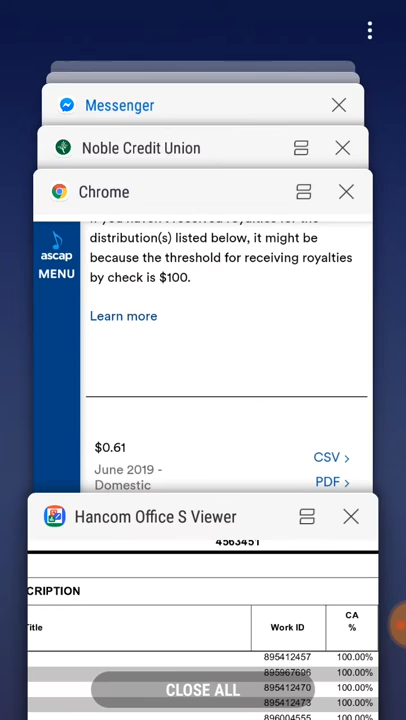 Messenger
Noble Credit Union
Chrome
distribution(s) listed below, it might be
because the threshold for receiving royalties
by check is $100.
ascap
MENU
Learn more
$0.61
June 2019 -
Domestic
CSV >
PDF >
Hancom Office S Viewer
4563451
CRIPTION
Title
Work ID
CA
%
895412457 100.00%
895967696 100.00%
895412470 100.00%
895412473 100.00%
896004555 100.00%
CLOSE ALL